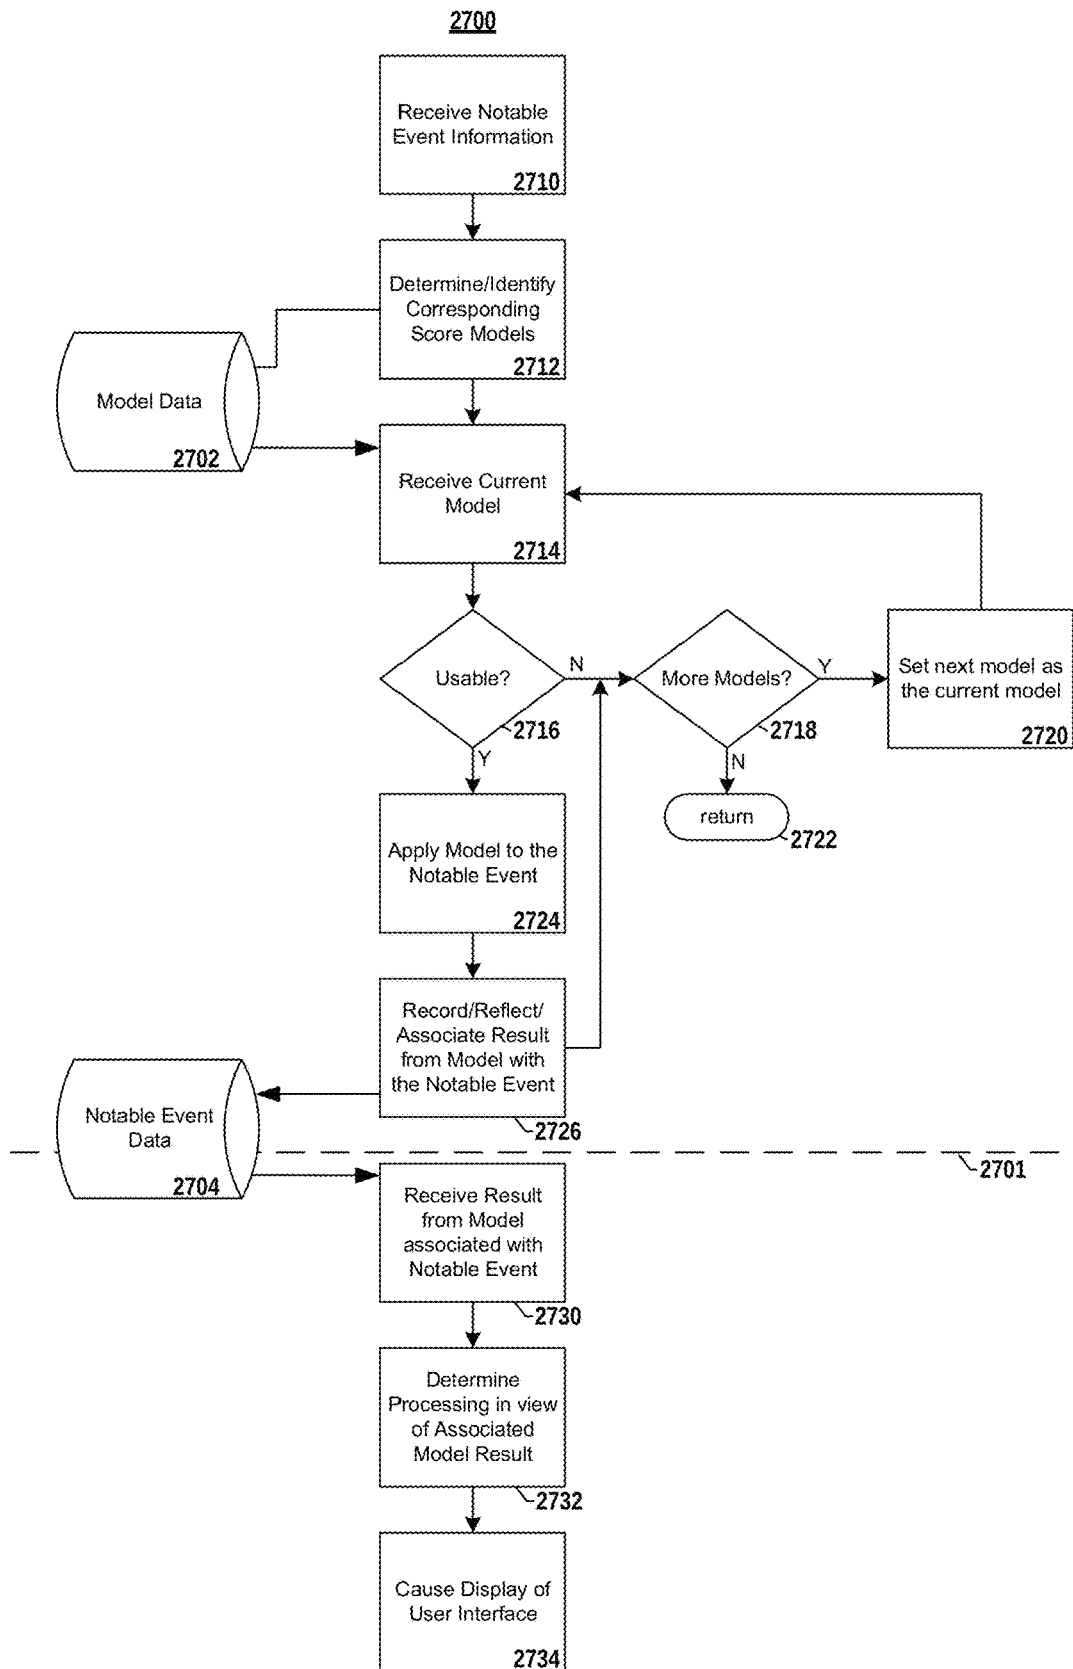 2700
Receive Notable
Event Information
2710
Determine/Identify
Corresponding
Score Models
2712
Model Data
2702
Receive Current
Model
2714
Usable?
N
2716
Y
More Models?
Y
2718
N
Set next model as
the current model
2720
return
2722
Apply Model to the
Notable Event
2724
Record/Reflect/
Associate Result
from Model with
the Notable Event
2726
Notable Event
Data
2704
2701
Receive Result
from Model
associated with
Notable Event
2730
Determine
Processing in view
of Associated
Model Result
2732
Cause Display of
User Interface
2734